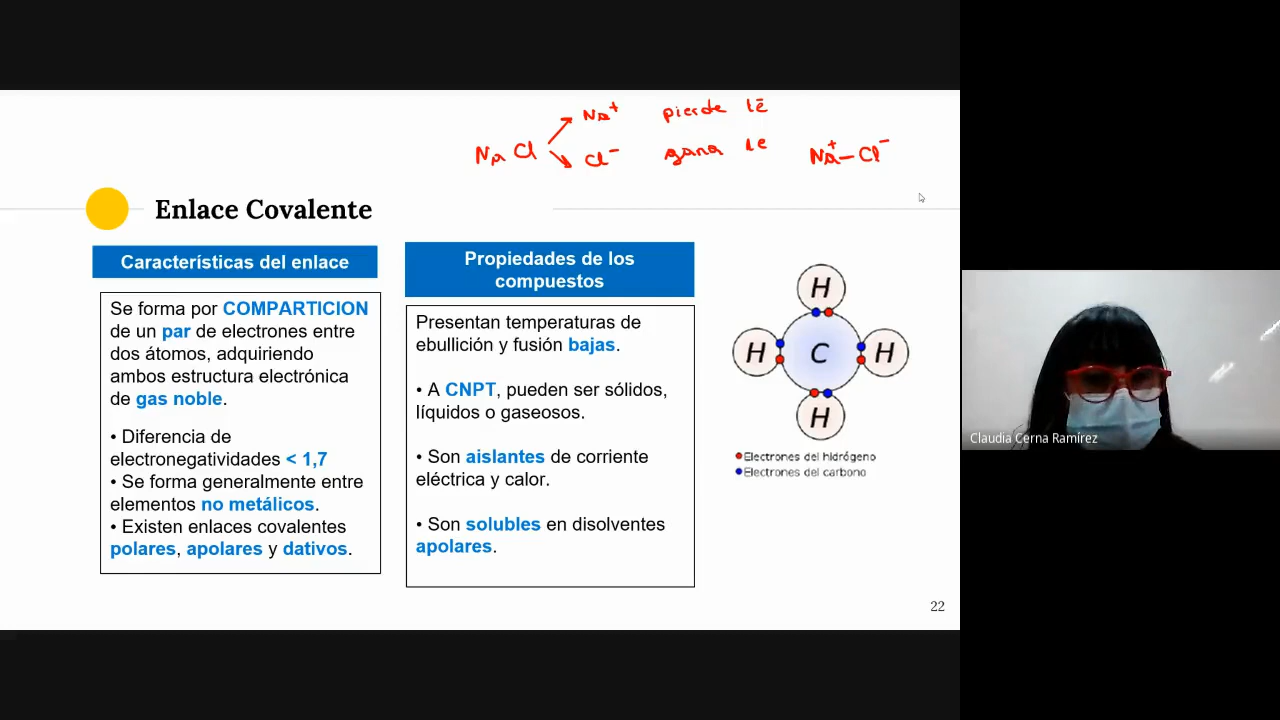 Na Cl
Na⁺ pierde 1ē
Cl⁻ gana 1e
Na⁺–Cl⁻
Enlace Covalente
Características del enlace
Se forma por COMPARTICION
de un par de electrones entre
dos átomos, adquiriendo
ambos estructura electrónica
de gas noble.
• Diferencia de
electronegatividades < 1,7
• Se forma generalmente entre
elementos no metálicos.
• Existen enlaces covalentes
polares, apolares y dativos.
Propiedades de los
compuestos
Presentan temperaturas de
ebullición y fusión bajas.
• A CNPT, pueden ser sólidos,
líquidos o gaseosos.
• Son aislantes de corriente
eléctrica y calor.
• Son solubles en disolventes
apolares.
H
H C H
H
Electrones del hidrógeno
Electrones del carbono
22
Claudia Cerna Ramírez